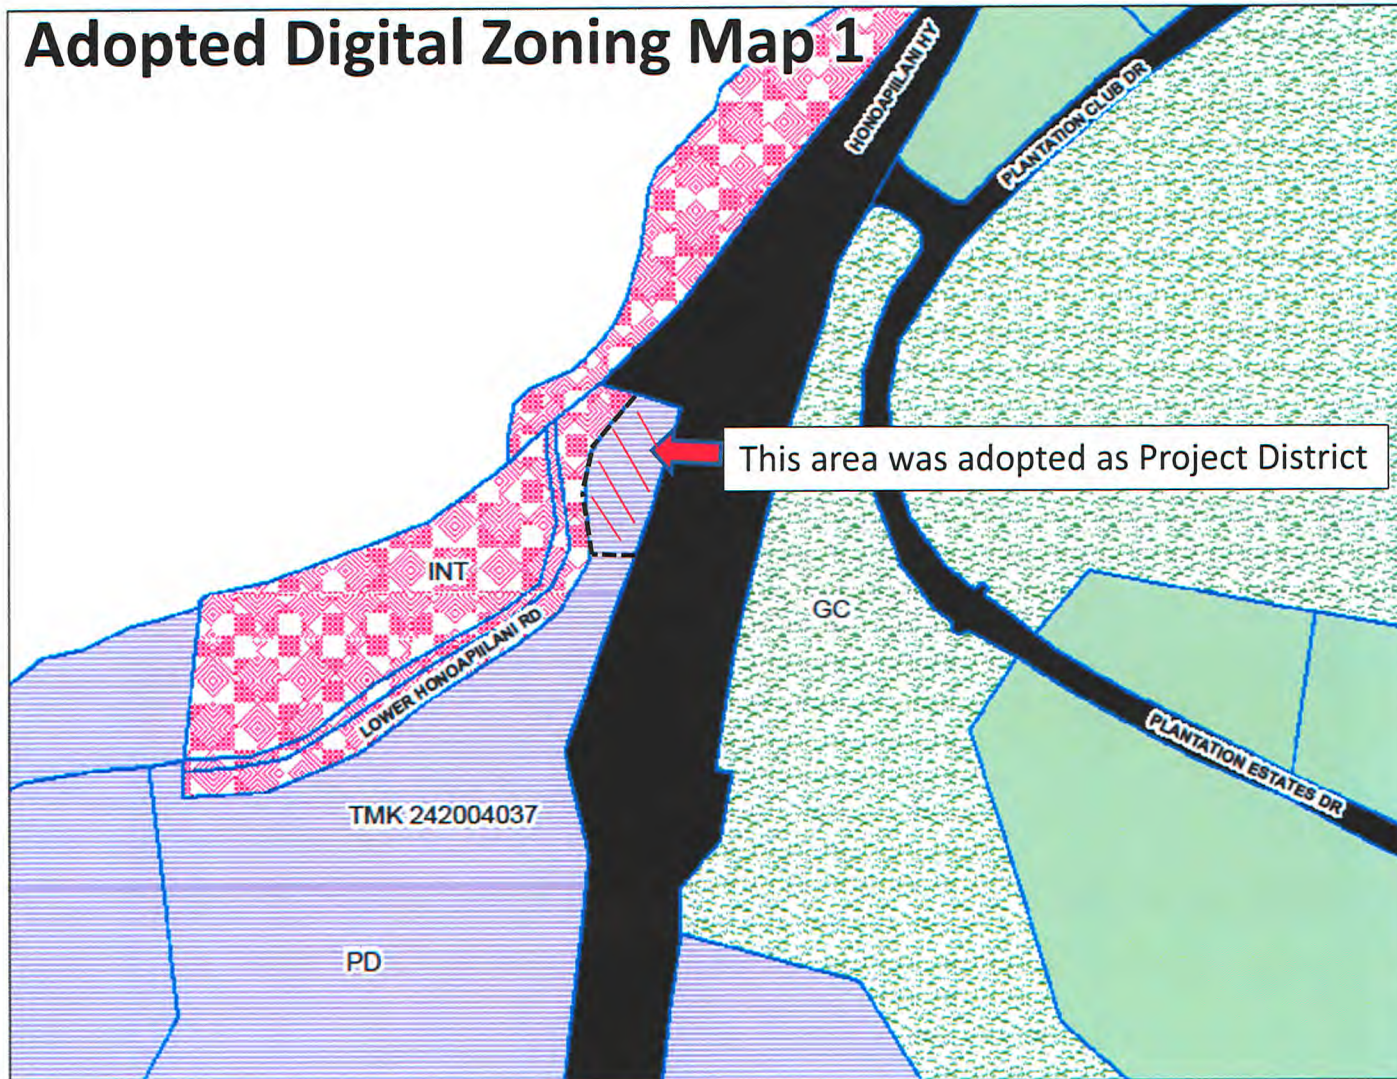 Adopted Digital Zoning Map 1
HONOAPIILANI HY
PLANTATION CLUB DR
This area was adopted as Project District
INT
GC
LOWER HONOAPIILANI RD
PLANTATION ESTATES DR
TMK 242004037
PD